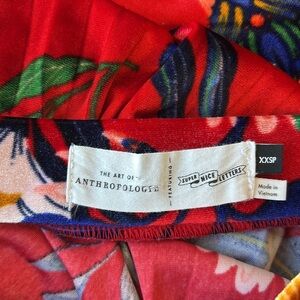 THE ART OF
ANTHROPOLOGIE
FEATURING
SUPER NICE LETTERS
XXSP
Made in
Vietnam